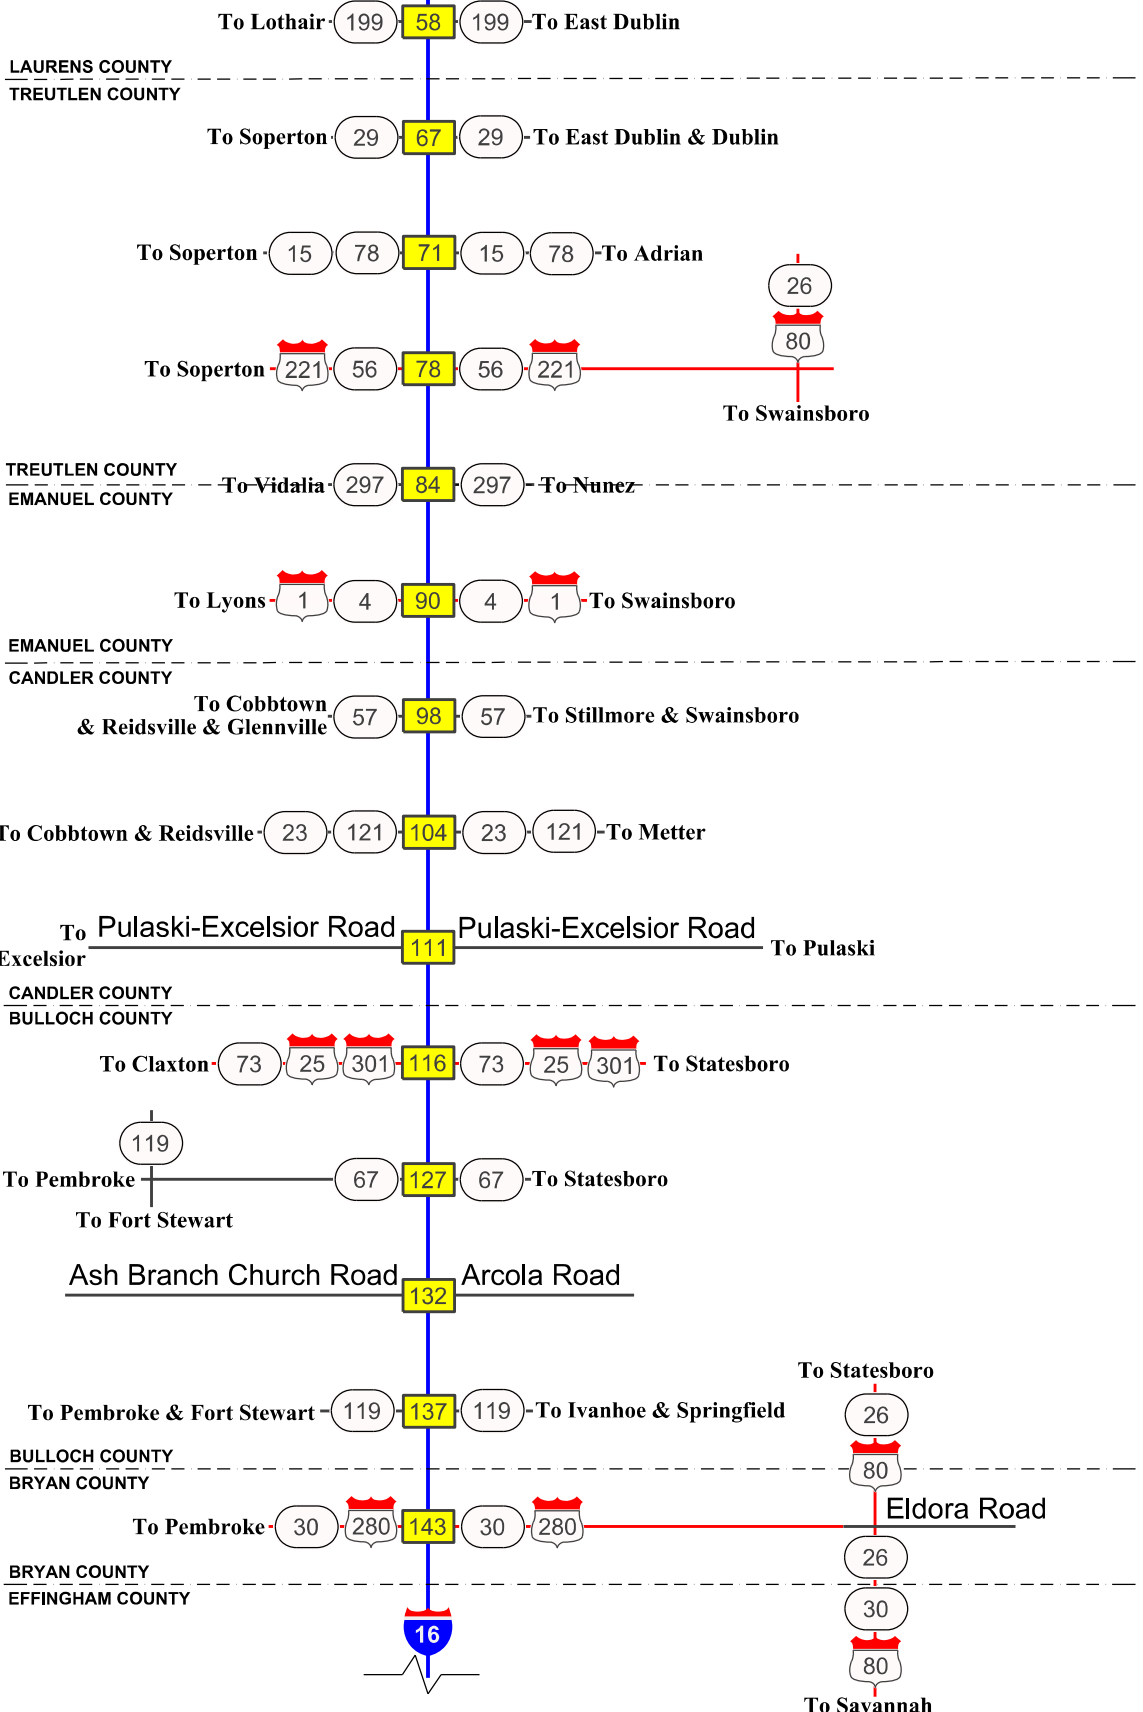 To Lothair 199 58 199 To East Dublin
LAURENS COUNTY
TREUTLEN COUNTY
To Soperton 29 67 29 To East Dublin & Dublin
To Soperton 15 78 71 15 78 To Adrian
26
80
To Soperton 221 56 78 56 221
To Swainsboro
TREUTLEN COUNTY
To Vidalia 297 84 297 To Nunez
EMANUEL COUNTY
To Lyons 1 4 90 4 1 To Swainsboro
EMANUEL COUNTY
CANDLER COUNTY
To Cobbtown
& Reidsville & Glennville 57 98 57 To Stillmore & Swainsboro
To Cobbtown & Reidsville 23 121 104 23 121 To Metter
Pulaski-Excelsior Road Pulaski-Excelsior Road
To
Excelsior 111 To Pulaski
CANDLER COUNTY
BULLOCH COUNTY
To Claxton 73 25 301 116 73 25 301 To Statesboro
119
To Pembroke 67 127 67 To Statesboro
To Fort Stewart
Ash Branch Church Road 132 Arcola Road
To Statesboro
26
To Pembroke & Fort Stewart 119 137 119 To Ivanhoe & Springfield
BULLOCH COUNTY
80
BRYAN COUNTY
Eldora Road
To Pembroke 30 280 143 30 280
26
BRYAN COUNTY
EFFINGHAM COUNTY
30
16
80
To Savannah